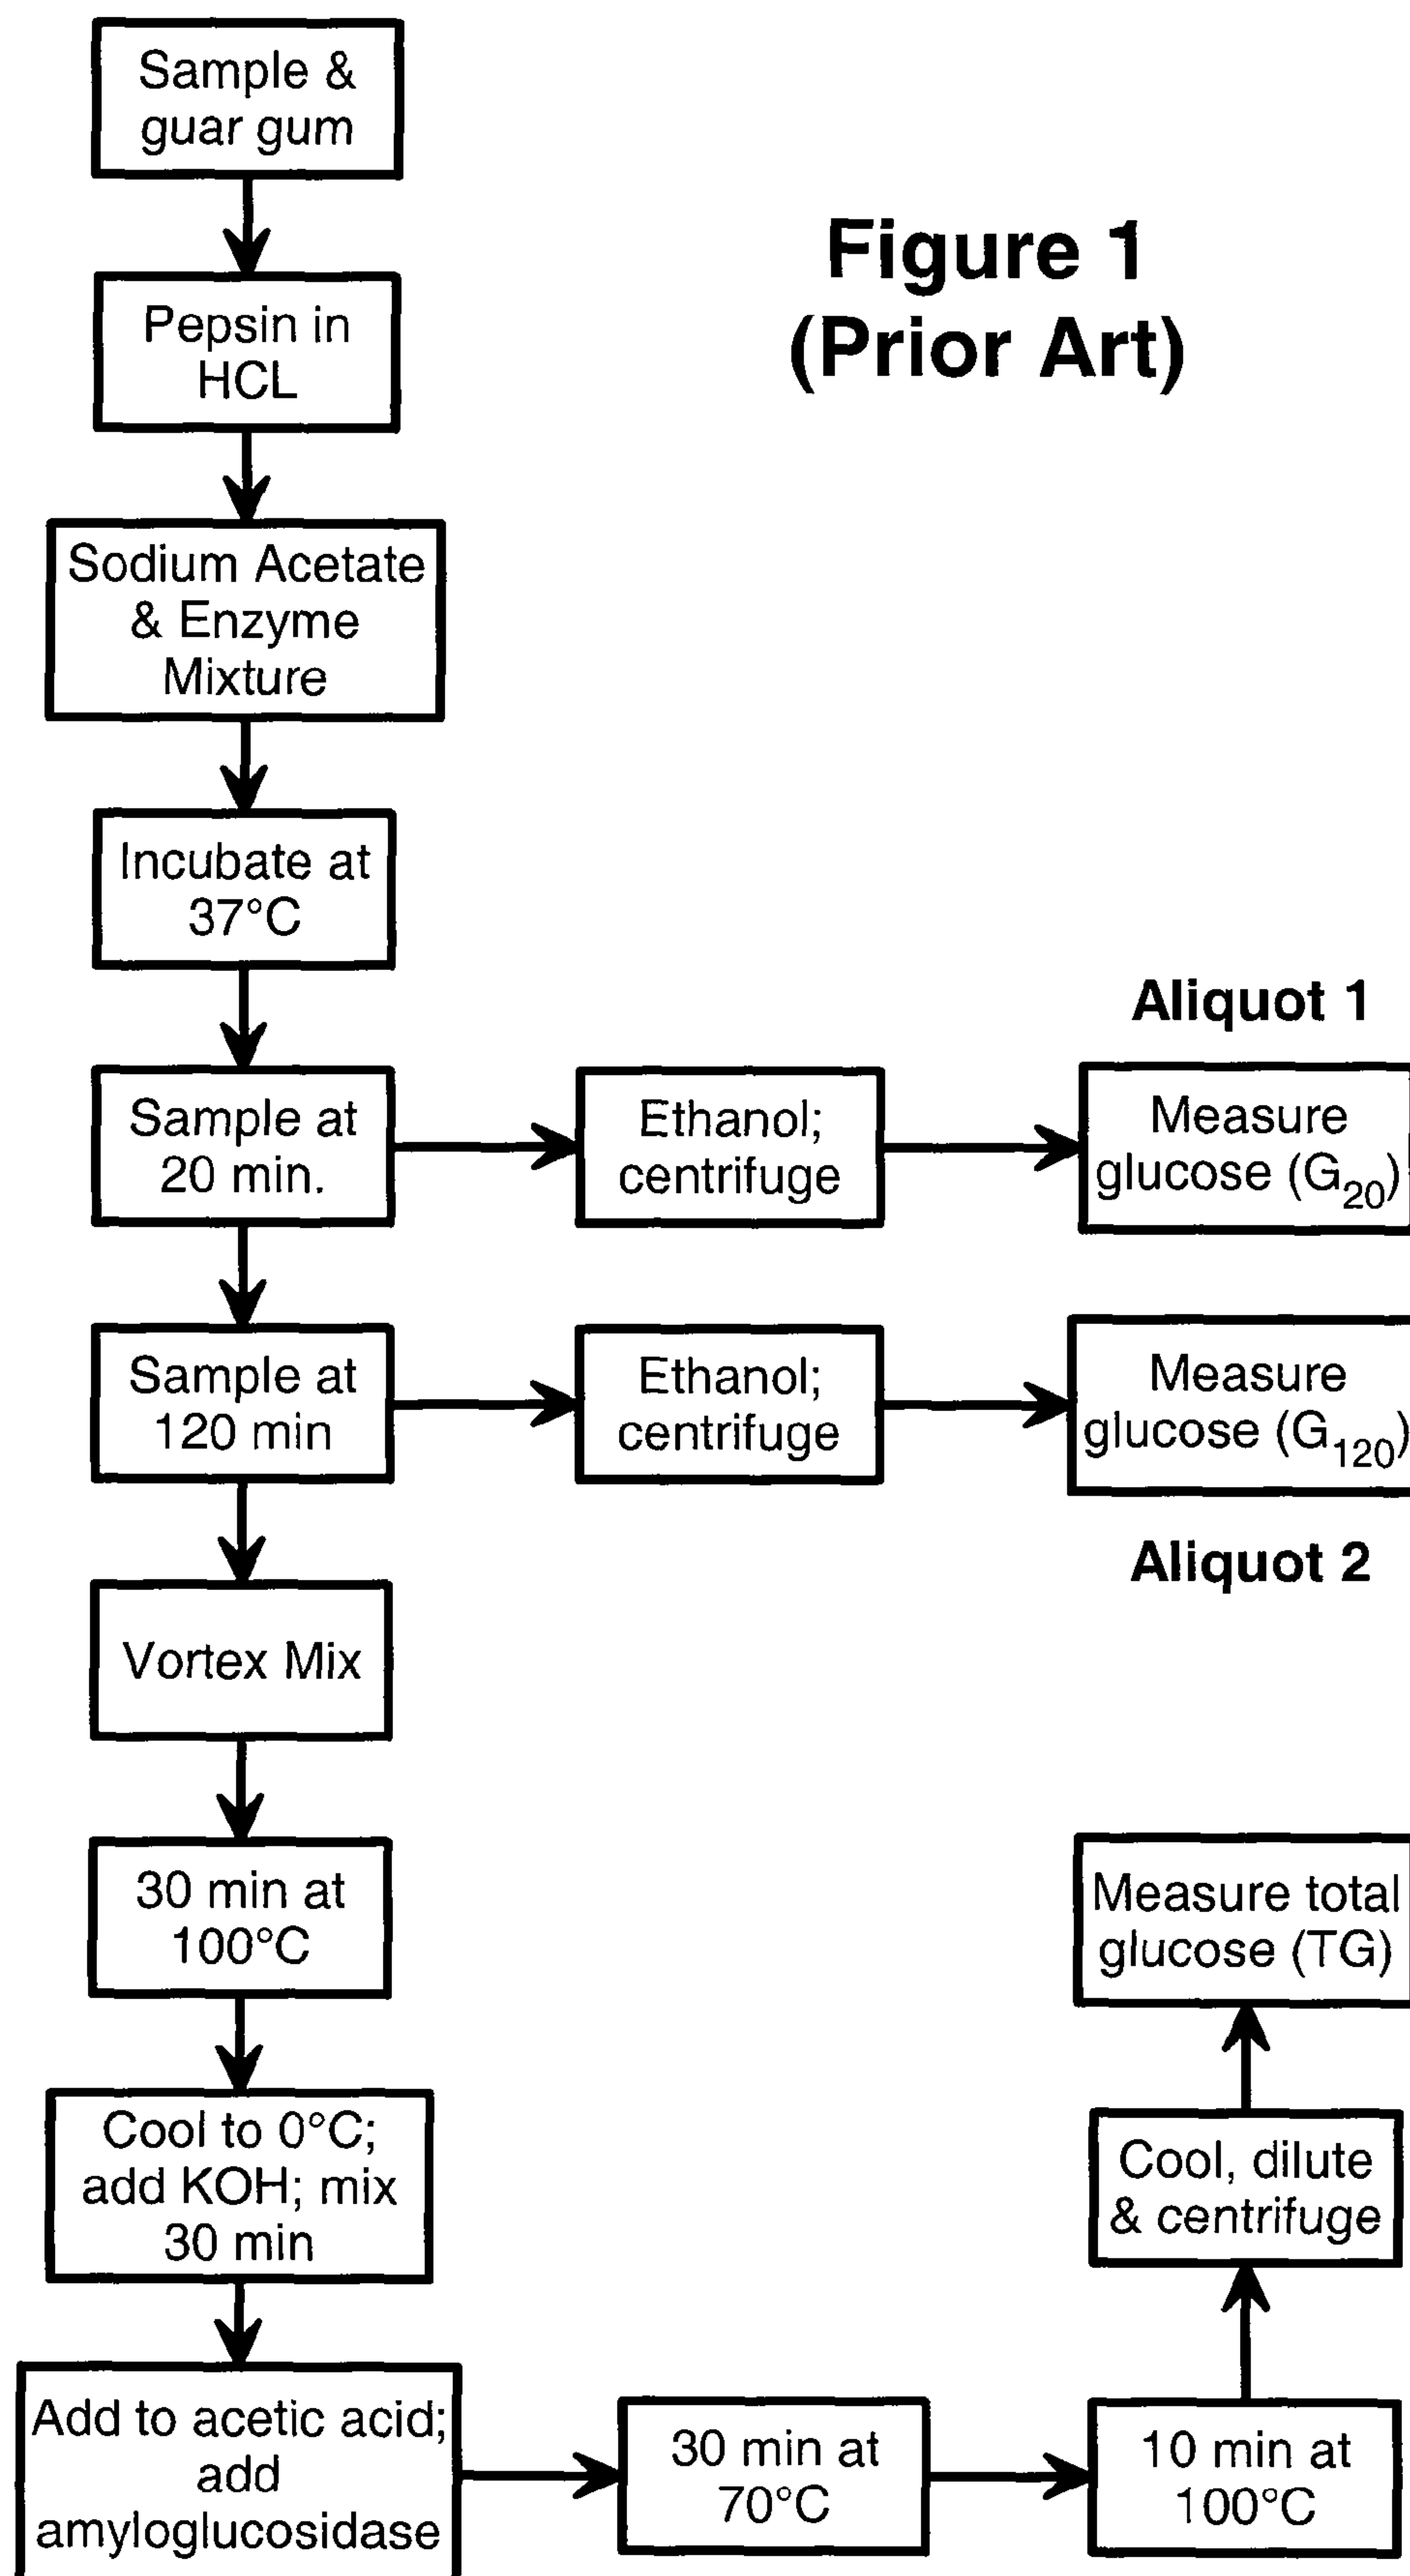 Sample &
guar gum
Figure 1
(Prior Art)
Pepsin in
HCL
Sodium Acetate
& Enzyme
Mixture
Incubate at
37°C
Aliquot 1
Sample at
20 min.
Ethanol;
centrifuge
Measure
glucose (G20)
Sample at
120 min
Ethanol;
centrifuge
Measure
glucose (G120)
Aliquot 2
Vortex Mix
30 min at
100°C
Cool to 0°C;
add KOH; mix
30 min
Add to acetic acid;
add
amyloglucosidase
30 min at
70°C
10 min at
100°C
Cool, dilute
& centrifuge
Measure total
glucose (TG)